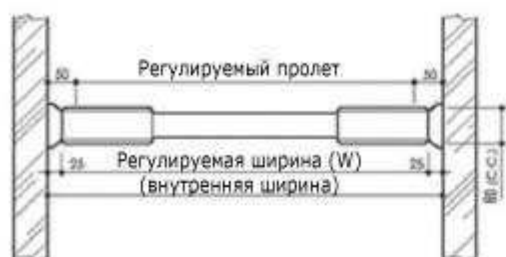 50 Регулируемый пролет 50
25 Регулируемая ширина (W) 25
(внутренняя ширина)